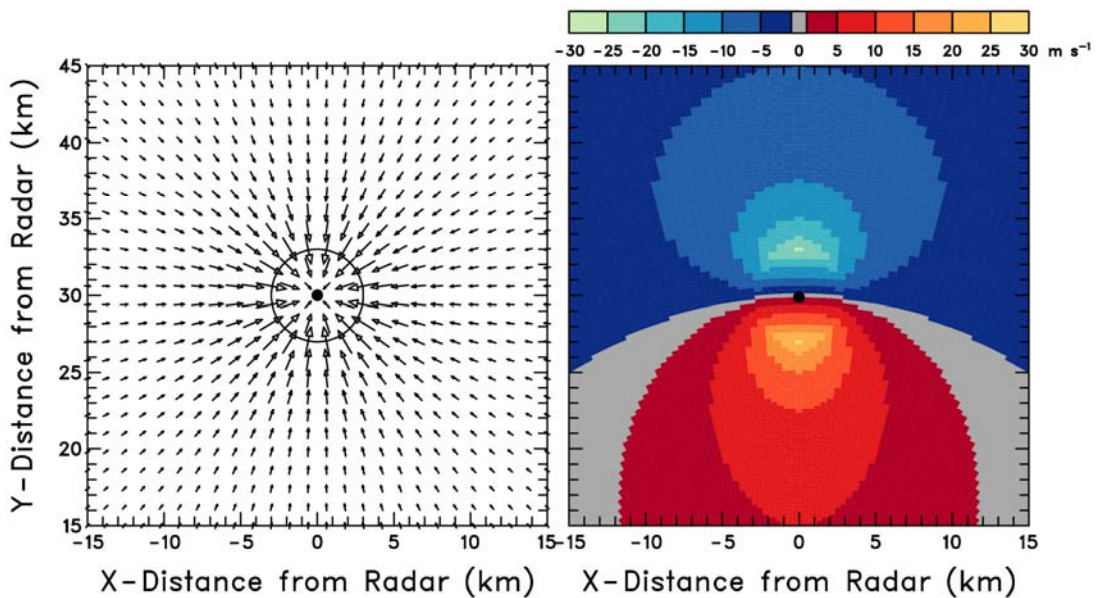 -30 -25 -20 -15 -10 -5 0 5 10 15 20 25 30 m s⁻¹
45
40
35
30
25
20
15
Y-Distance from Radar (km)
-15 -10 -5 0 5 10 15
-15 -10 -5 0 5 10 15
X-Distance from Radar (km)
X-Distance from Radar (km)